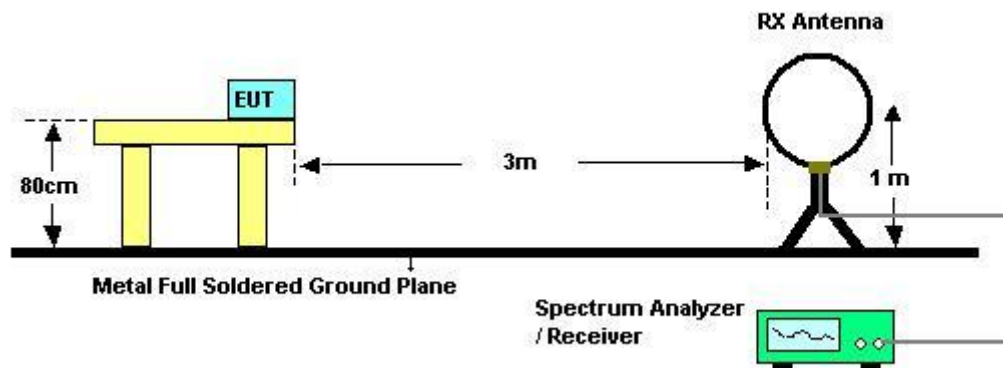 RX Antenna
EUT
3m
80cm
1 m
Metal Full Soldered Ground Plane
Spectrum Analyzer
/ Receiver